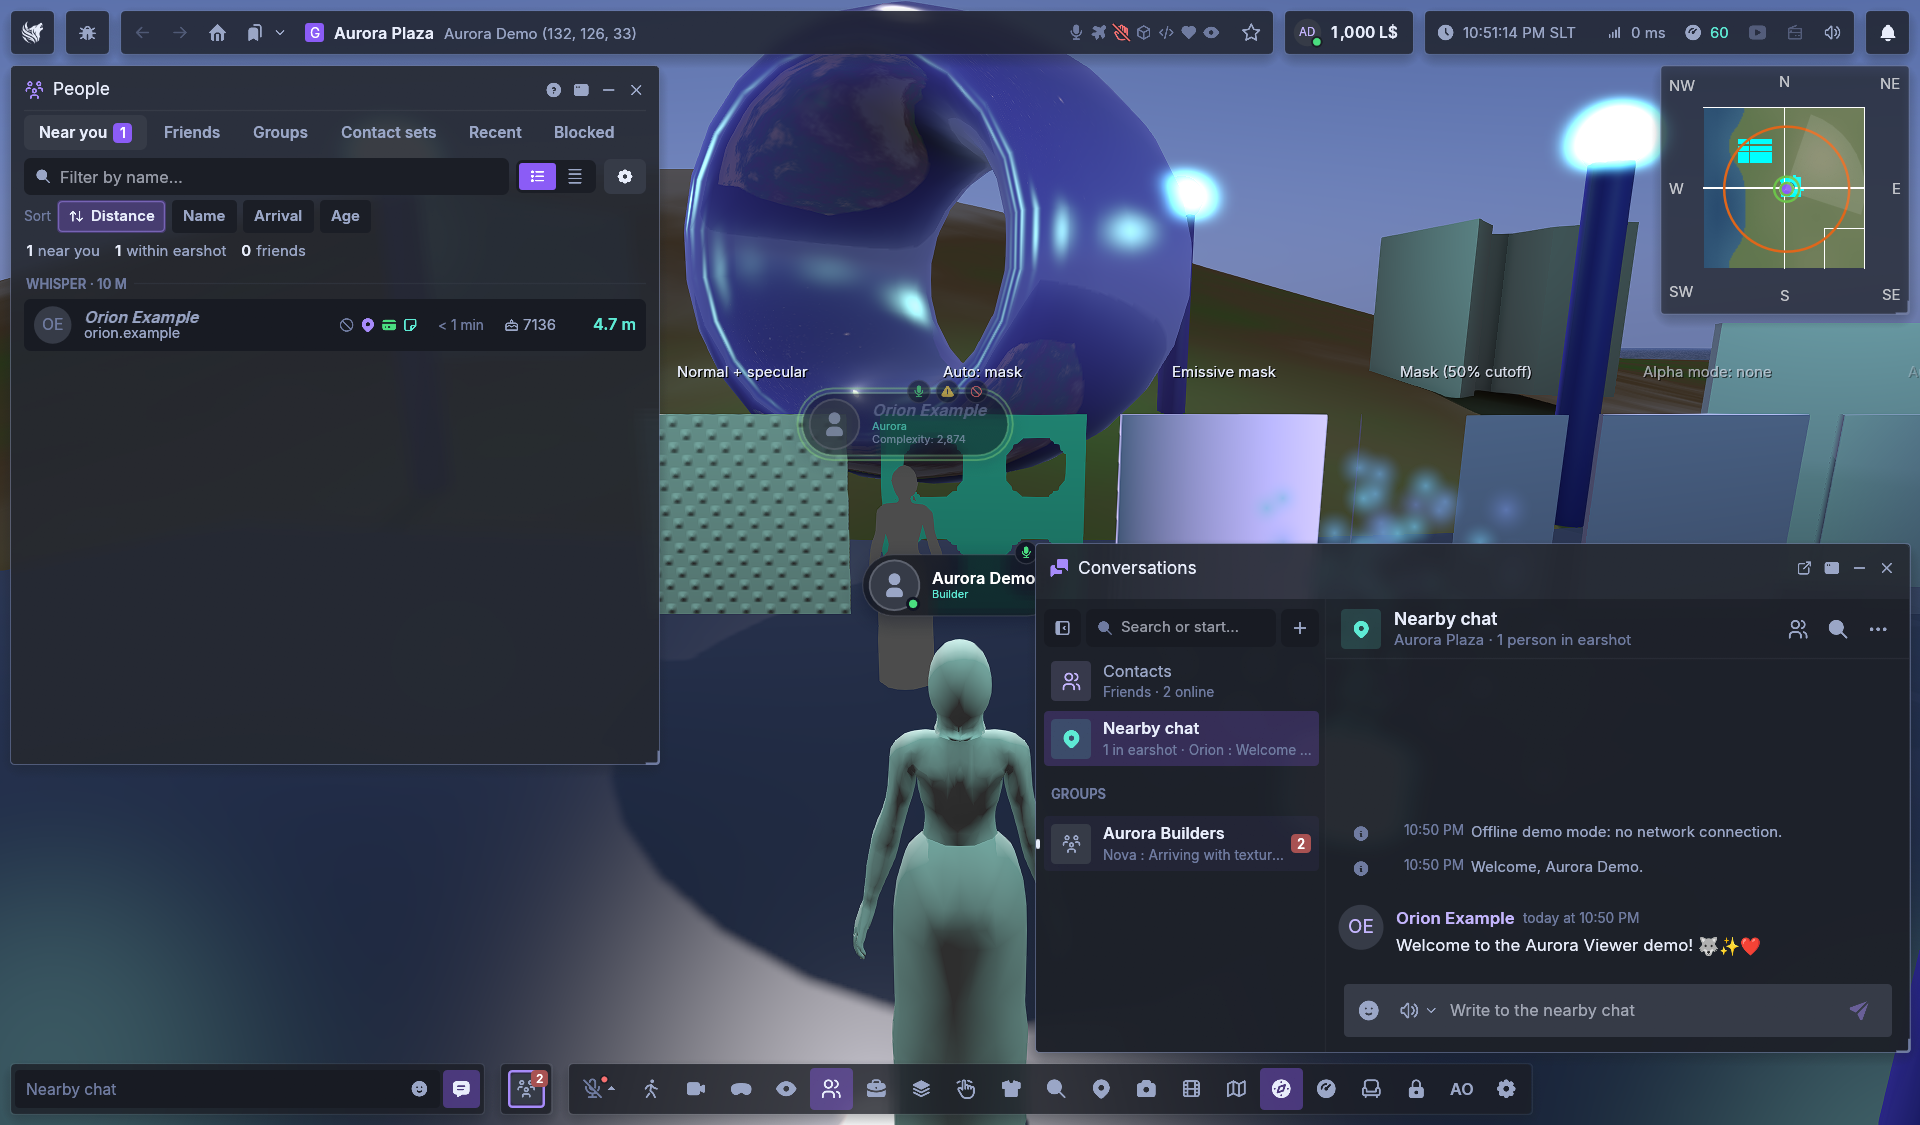 G Aurora Plaza Aurora Demo (132, 126, 33)
AD 1,000 L$
10:51:14 PM SLT 0 ms 60
People
Near you 1 Friends Groups Contact sets Recent Blocked
Filter by name...
Sort Distance Name Arrival Age
1 near you 1 within earshot 0 friends
WHISPER · 10 M
OE Orion Example
orion.example
< 1 min 7136 4.7 m
NW N NE
W E
SW S SE
Normal + specular Auto: mask Emissive mask Mask (50% cutoff) Alpha mode: none
Orion Example
Aurora
Complexity: 2,874
Aurora Demo
Builder
Conversations
Search or start...
Contacts
Friends · 2 online
Nearby chat
1 in earshot · Orion : Welcome ...
GROUPS
Aurora Builders
Nova : Arriving with textur...
2
Nearby chat
Aurora Plaza · 1 person in earshot
10:50 PM Offline demo mode: no network connection.
10:50 PM Welcome, Aurora Demo.
OE Orion Example today at 10:50 PM
Welcome to the Aurora Viewer demo! 🐺✨❤️
Write to the nearby chat
Nearby chat
2
AO